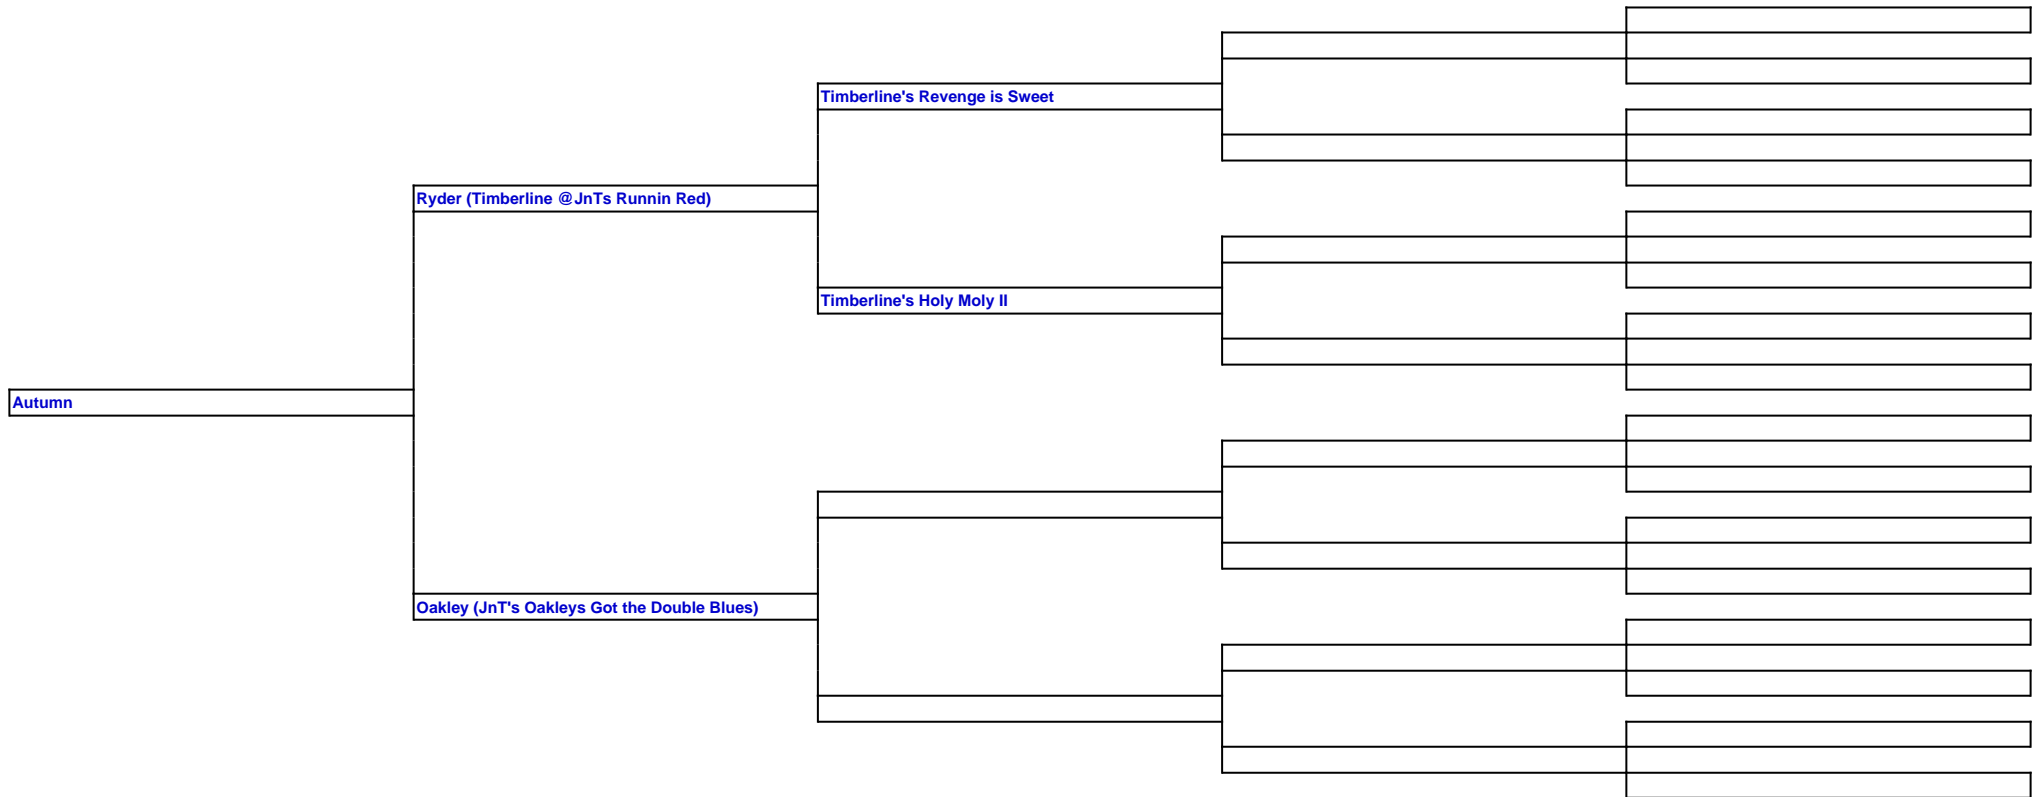 Timberline's Revenge is Sweet
Ryder (Timberline @JnTs Runnin Red)
Timberline's Holy Moly II
Autumn
Oakley (JnT's Oakleys Got the Double Blues)